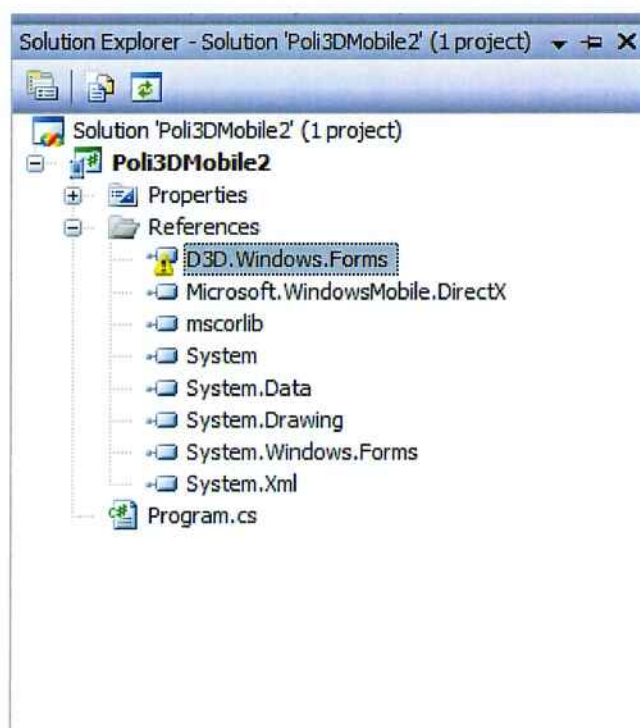 Solution Explorer - Solution 'Poli3DMobile2' (1 project)
Solution 'Poli3DMobile2' (1 project)
Poli3DMobile2
Properties
References
D3D.Windows.Forms
Microsoft.WindowsMobile.DirectX
mscorlib
System
System.Data
System.Drawing
System.Windows.Forms
System.Xml
Program.cs